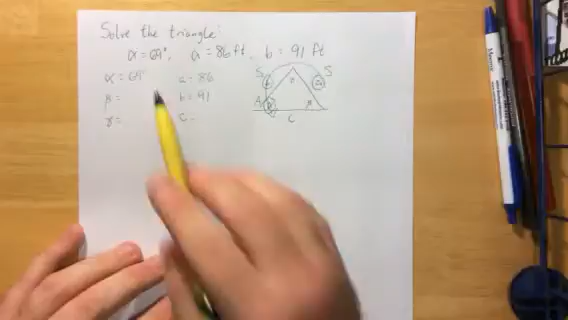 Solve the triangle:
α = 69°, a = 86 ft, b = 91 ft
α = 69° a = 86
β = b = 91
γ = c =
S S
b a
A
c